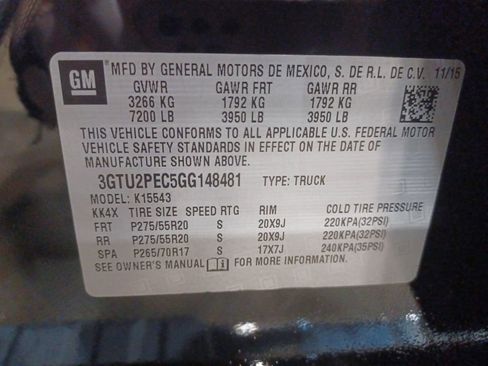 GM
MFD BY GENERAL MOTORS DE MEXICO, S. DE R.L. DE C.V. 11/15
GVWR GAWR FRT GAWR RR
3266 KG 1792 KG 1792 KG
7200 LB 3950 LB 3950 LB
THIS VEHICLE CONFORMS TO ALL APPLICABLE U.S. FEDERAL MOTOR
VEHICLE SAFETY STANDARDS IN EFFECT ON THE DATE OF
MANUFACTURE SHOWN ABOVE.
3GTU2PEC5GG148481 TYPE: TRUCK
MODEL: K15543
KK4X TIRE SIZE SPEED RTG RIM COLD TIRE PRESSURE
FRT P275/55R20 S 20X9J 220KPA(32PSI)
RR P275/55R20 S 20X9J 220KPA(32PSI)
SPA P265/70R17 S 17X7J 240KPA(35PSI)
SEE OWNER'S MANUAL FOR MORE INFORMATION